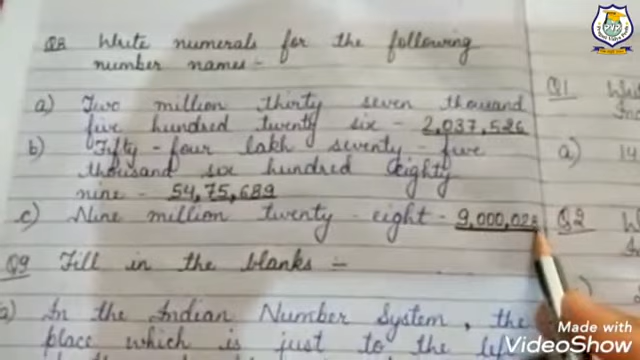 Q8 Write numerals for the following
number names :-
a) Two million thirty seven thousand
five hundred twenty six - 2,037,526
b) Fifty - four lakh seventy - five
thousand six hundred eighty
nine - 54,75,689
c) Nine million twenty - eight - 9,000,028
Q9 Fill in the blanks :-
a) In the Indian Number System, the
place which is just to the left
Q1
a) 14
Q2
Made with
VideoShow